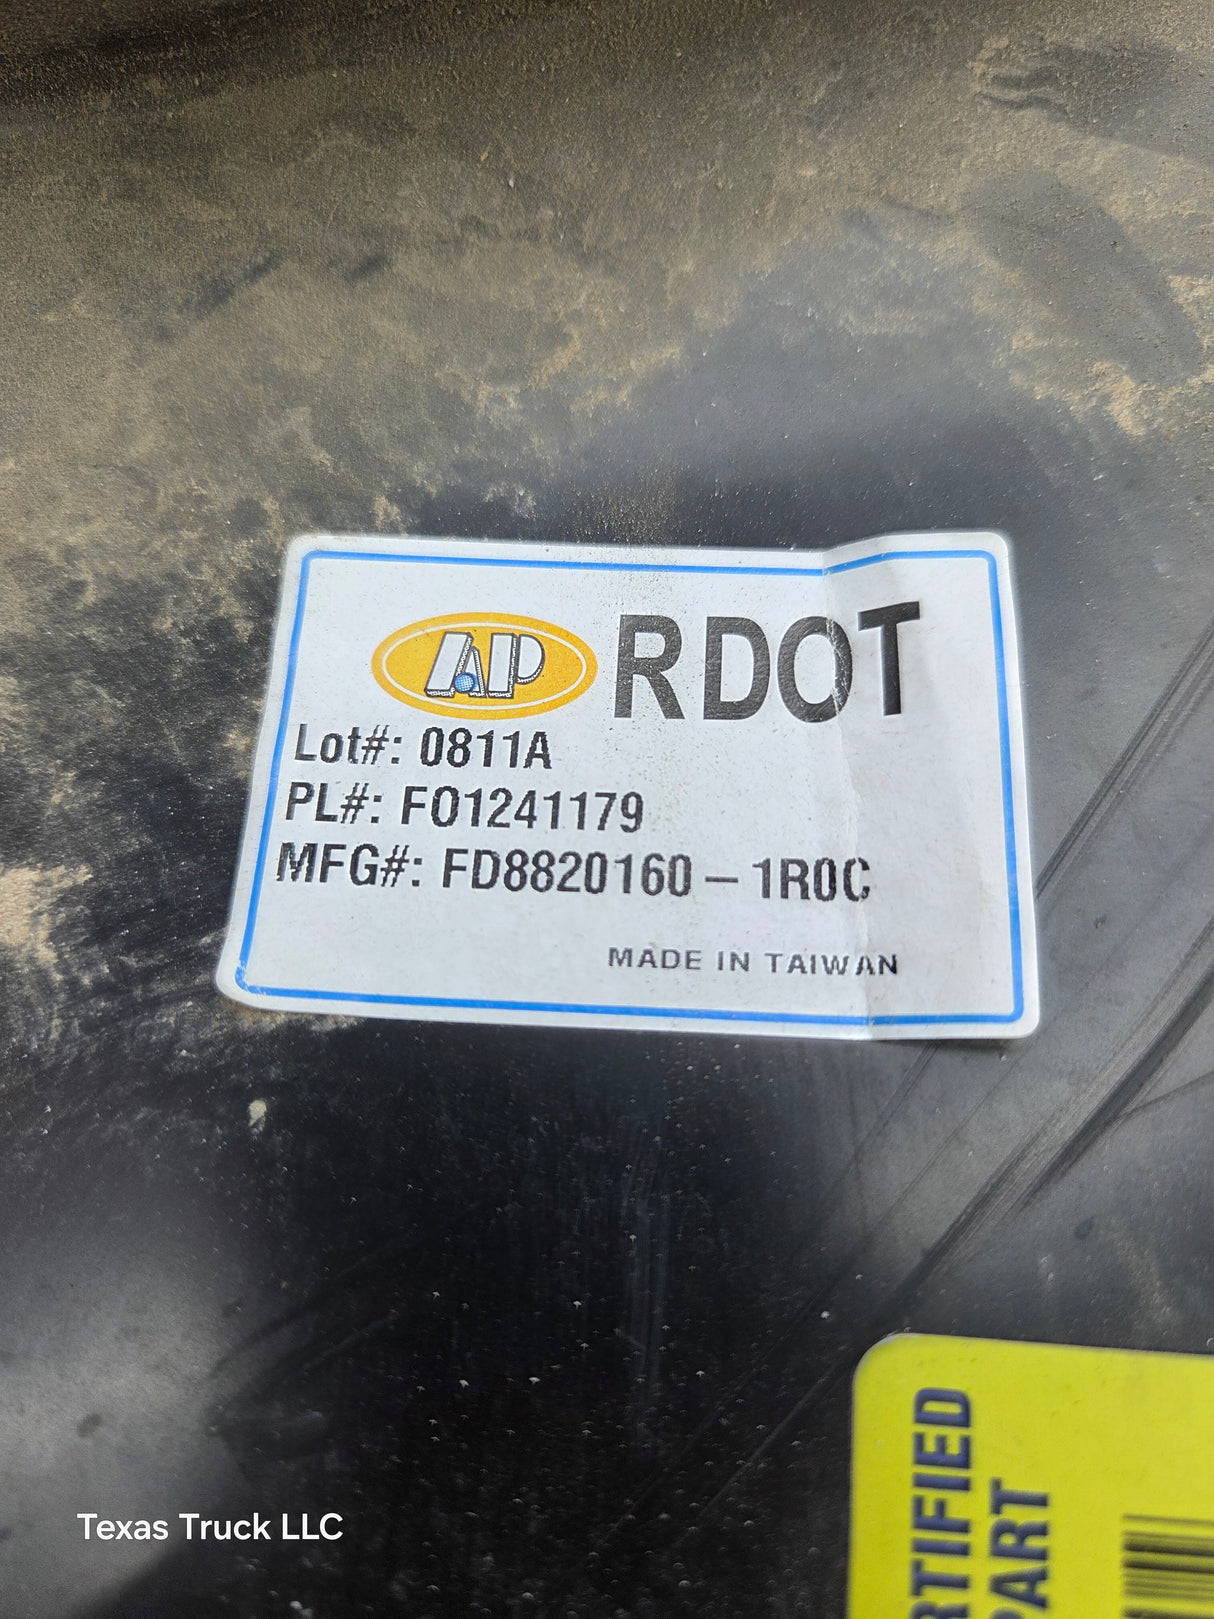 AP RDOT
Lot#: 0811A
PL#: FO1241179
MFG#: FD8820160 – 1R0C
MADE IN TAIWAN
RTIFIED
PART
Texas Truck LLC